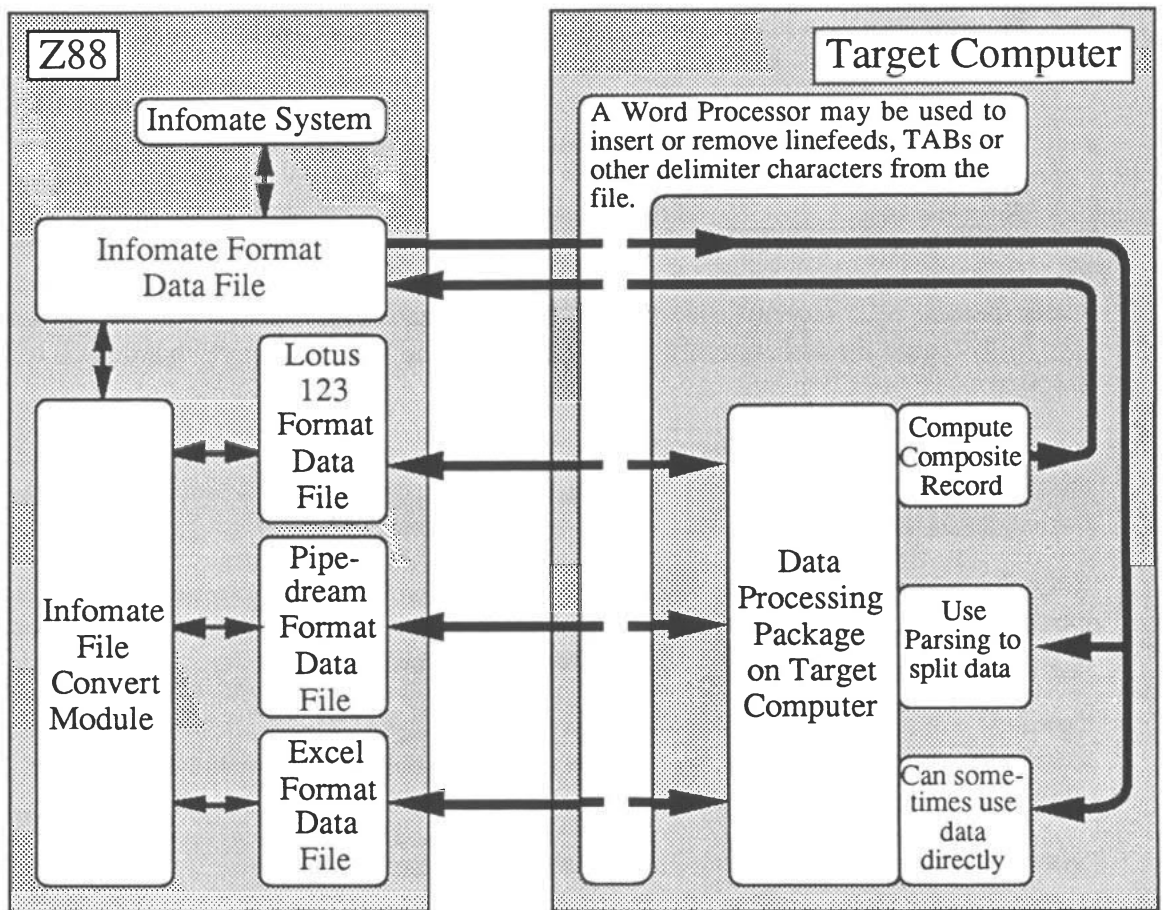 Z88
Infomate System
Infomate Format
Data File
Lotus
123
Format
Data
File
Pipe-
dream
Format
Data
File
Excel
Format
Data
File
Infomate
File
Convert
Module
Target Computer
A Word Processor may be used to
insert or remove linefeeds, TABs or
other delimiter characters from the
file.
Data
Processing
Package
on Target
Computer
Compute
Composite
Record
Use
Parsing to
split data
Can some-
times use
data
directly